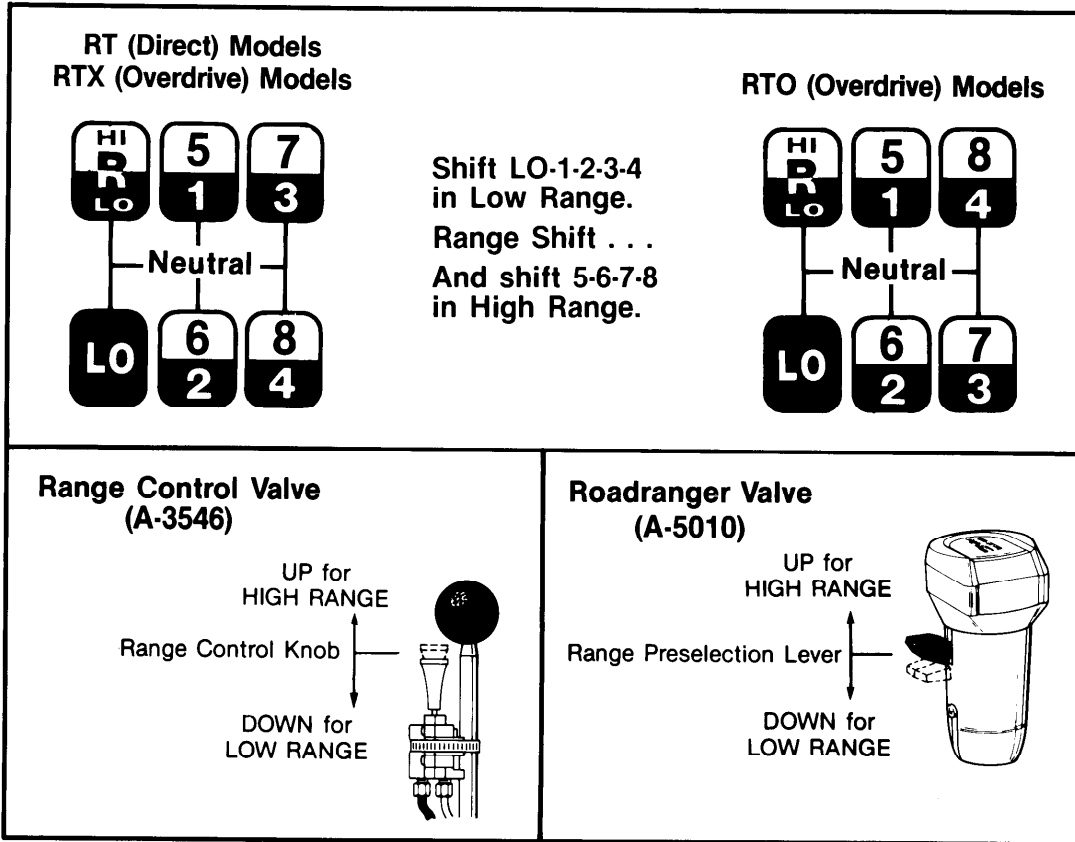 RT (Direct) Models
RTX (Overdrive) Models
HI
R
LO
5
1
7
3
Neutral
LO
6
2
8
4
Shift LO-1-2-3-4
in Low Range.
Range Shift . . .
And shift 5-6-7-8
in High Range.
RTO (Overdrive) Models
HI
R
LO
5
1
8
4
Neutral
LO
6
2
7
3
Range Control Valve
(A-3546)
UP for
HIGH RANGE
Range Control Knob
DOWN for
LOW RANGE
Roadranger Valve
(A-5010)
UP for
HIGH RANGE
Range Preselection Lever
DOWN for
LOW RANGE